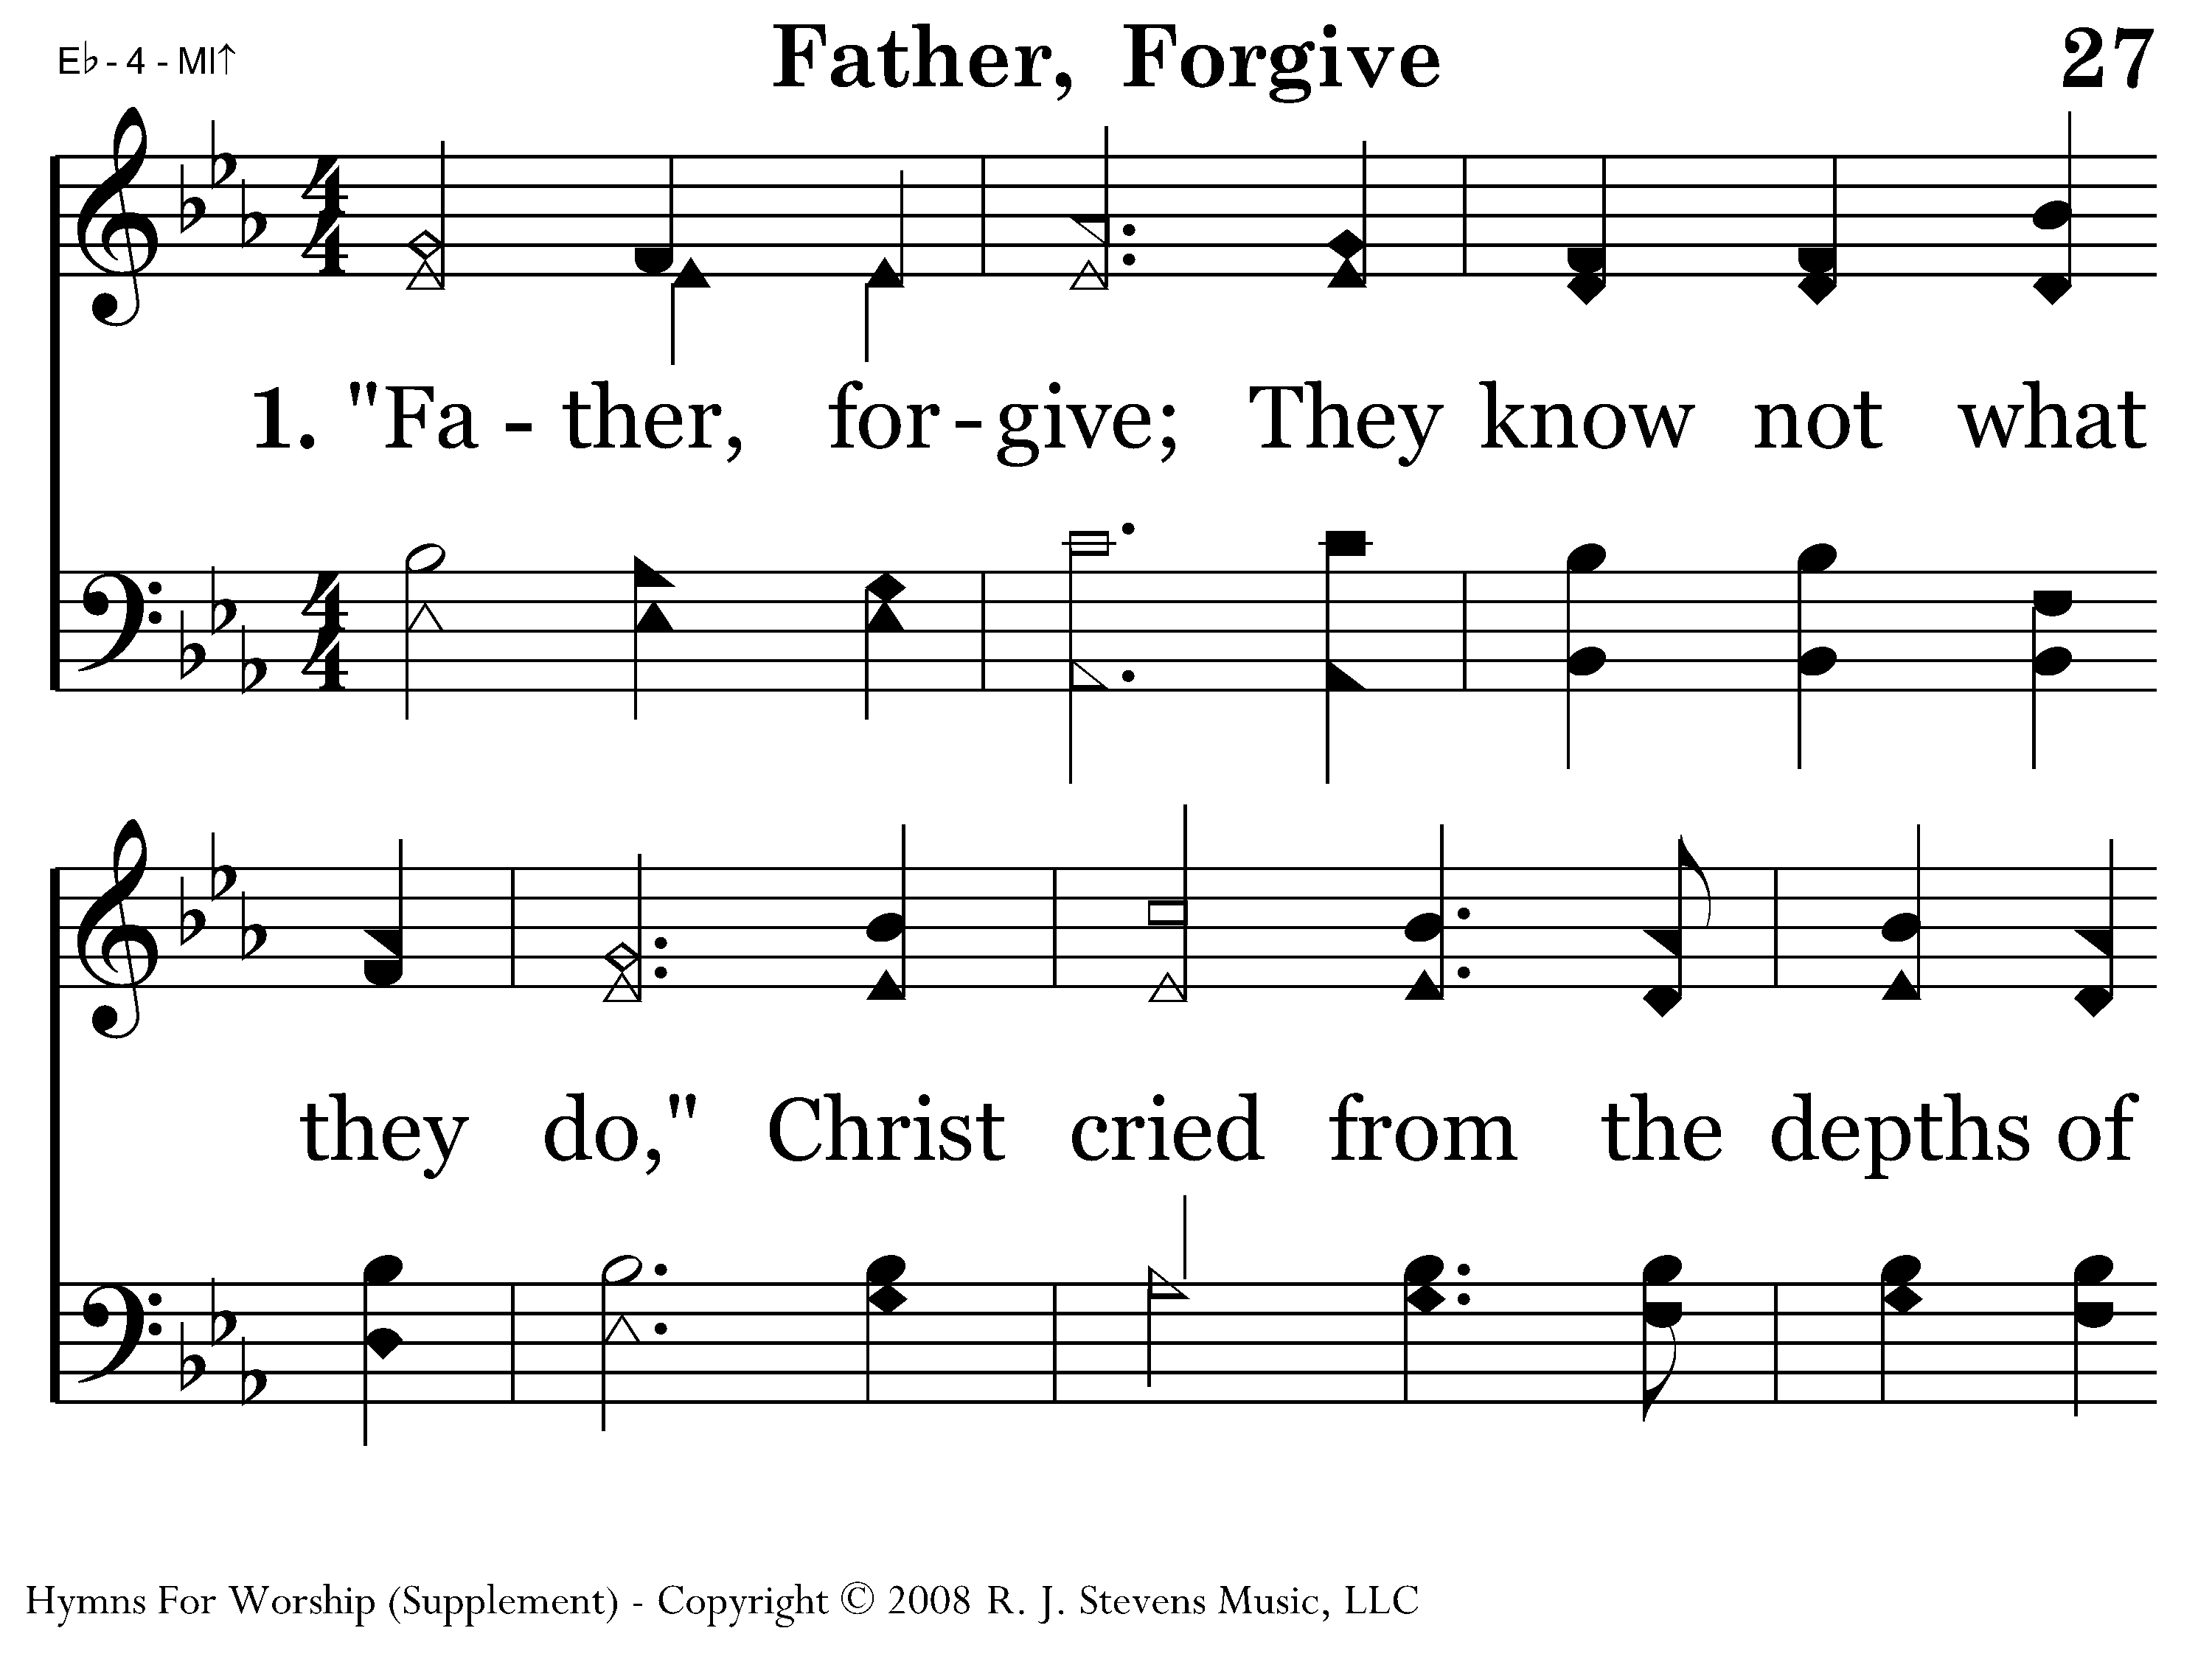 E♭ - 4 - MI↑
Father, Forgive
27
1. "Fa - ther, for - give; They know not what
they do," Christ cried from the depths of
Hymns For Worship (Supplement) - Copyright © 2008 R. J. Stevens Music, LLC